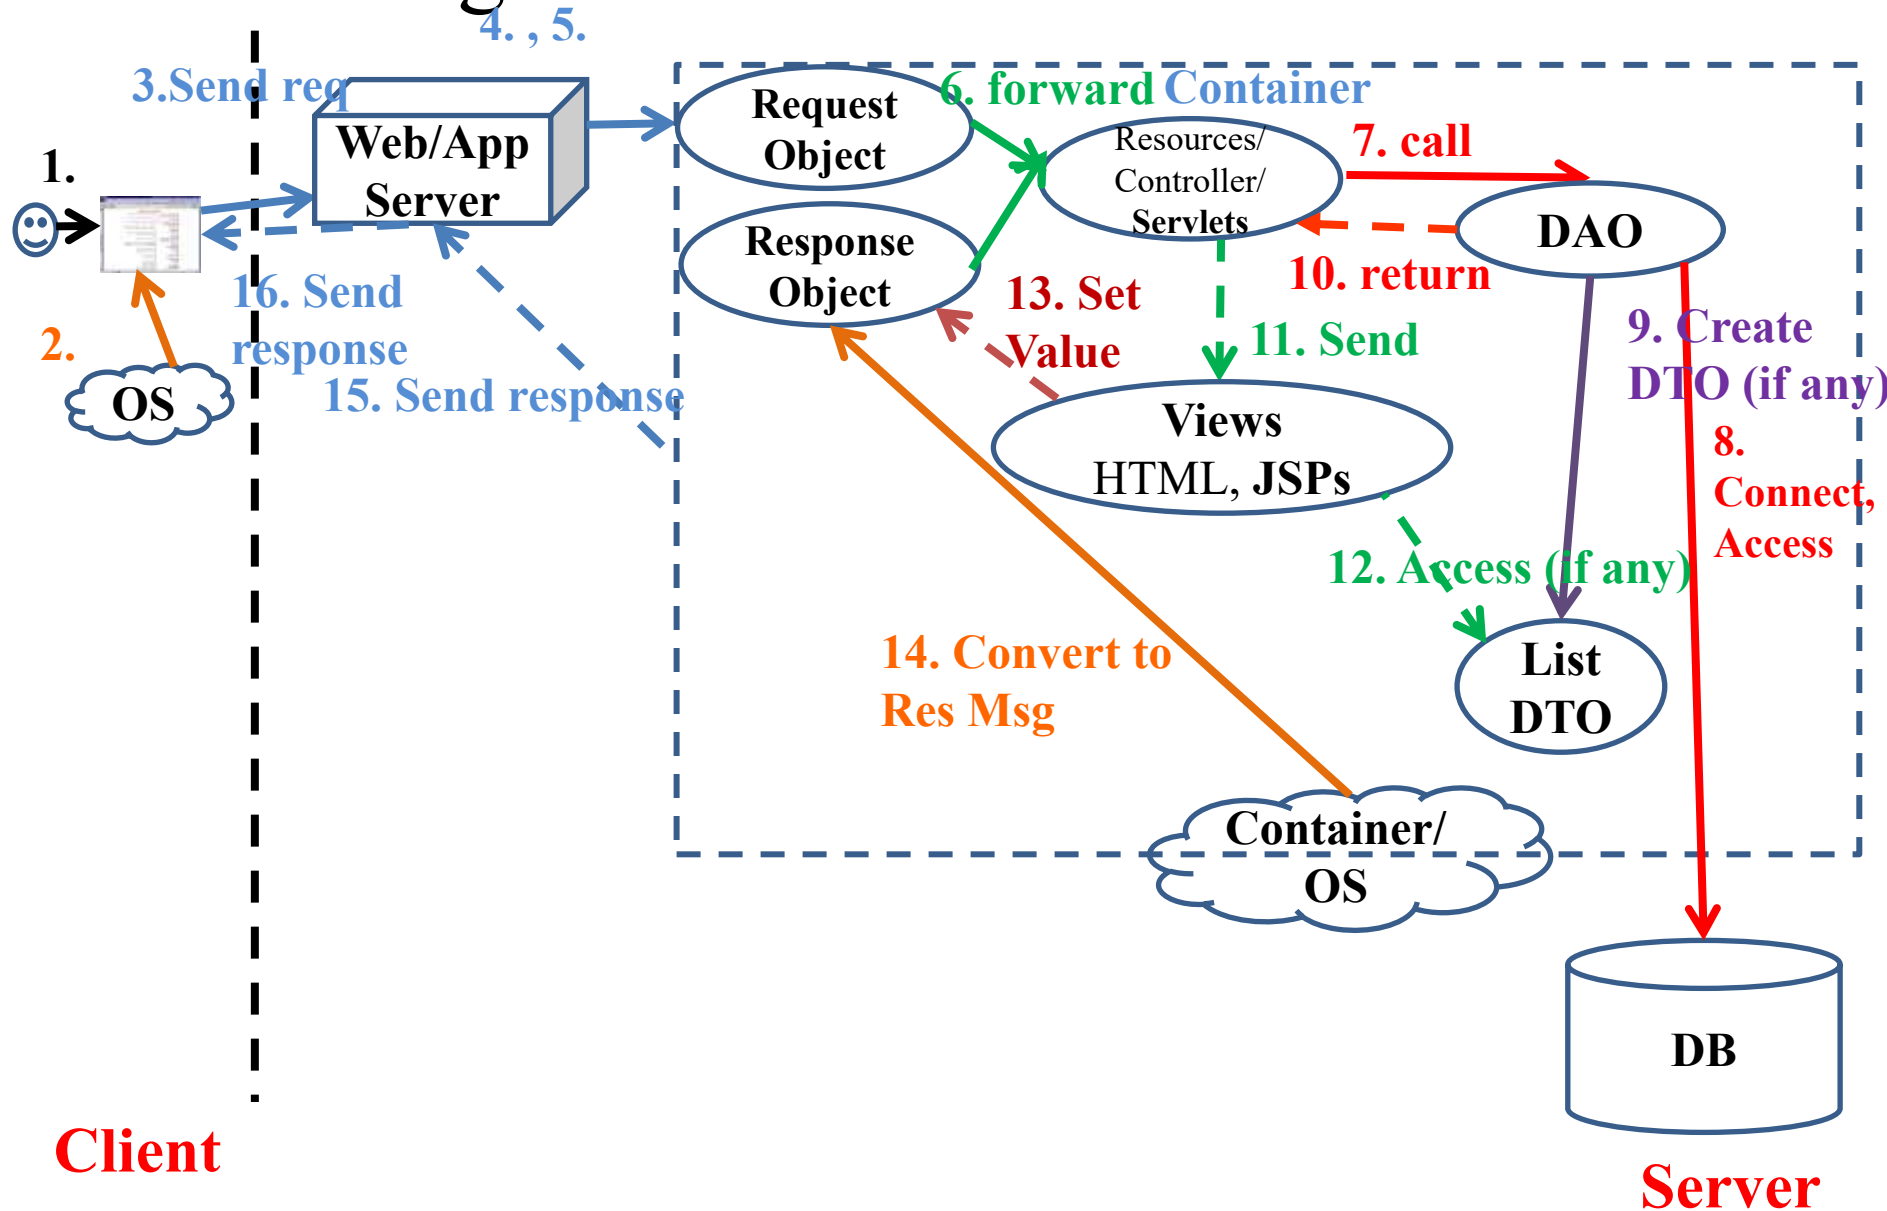 4. , 5.
3.Send req
Request
Object
6. forward
Container
Web/App
Server
Resources/
Controller/
Servlets
7. call
1.
Response
Object
DAO
10. return
16. Send
response
13. Set
Value
2.
11. Send
9. Create
DTO (if any)
OS
15. Send response
Views
HTML, JSPs
8.
Connect,
Access
12. Access (if any)
14. Convert to
Res Msg
List
DTO
Container/
OS
DB
Client
Server